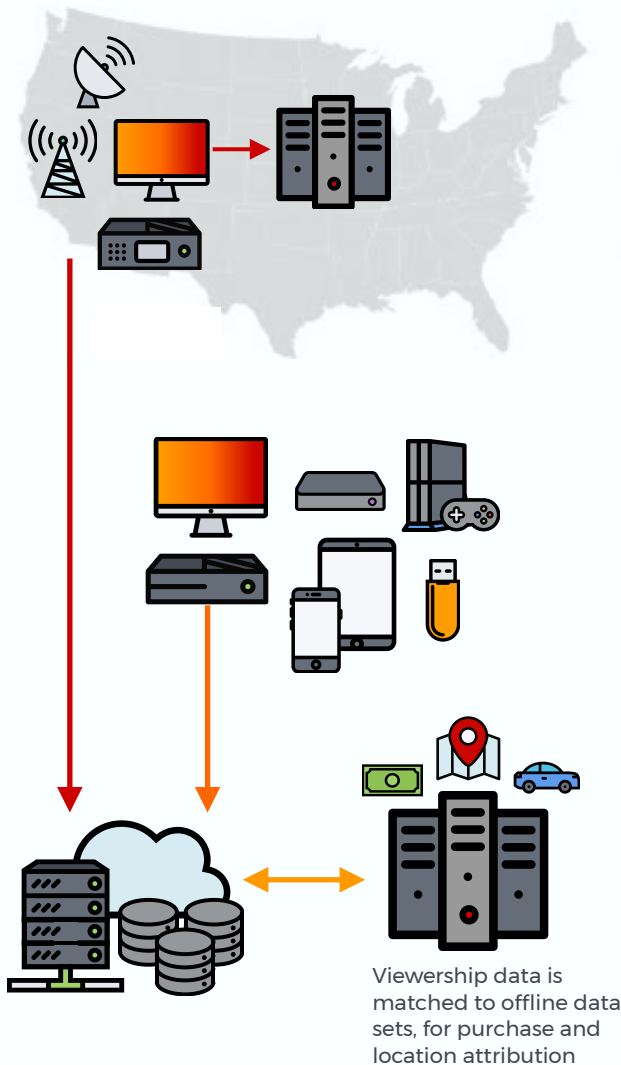 Viewership data is
matched to offline data
sets, for purchase and
location attribution